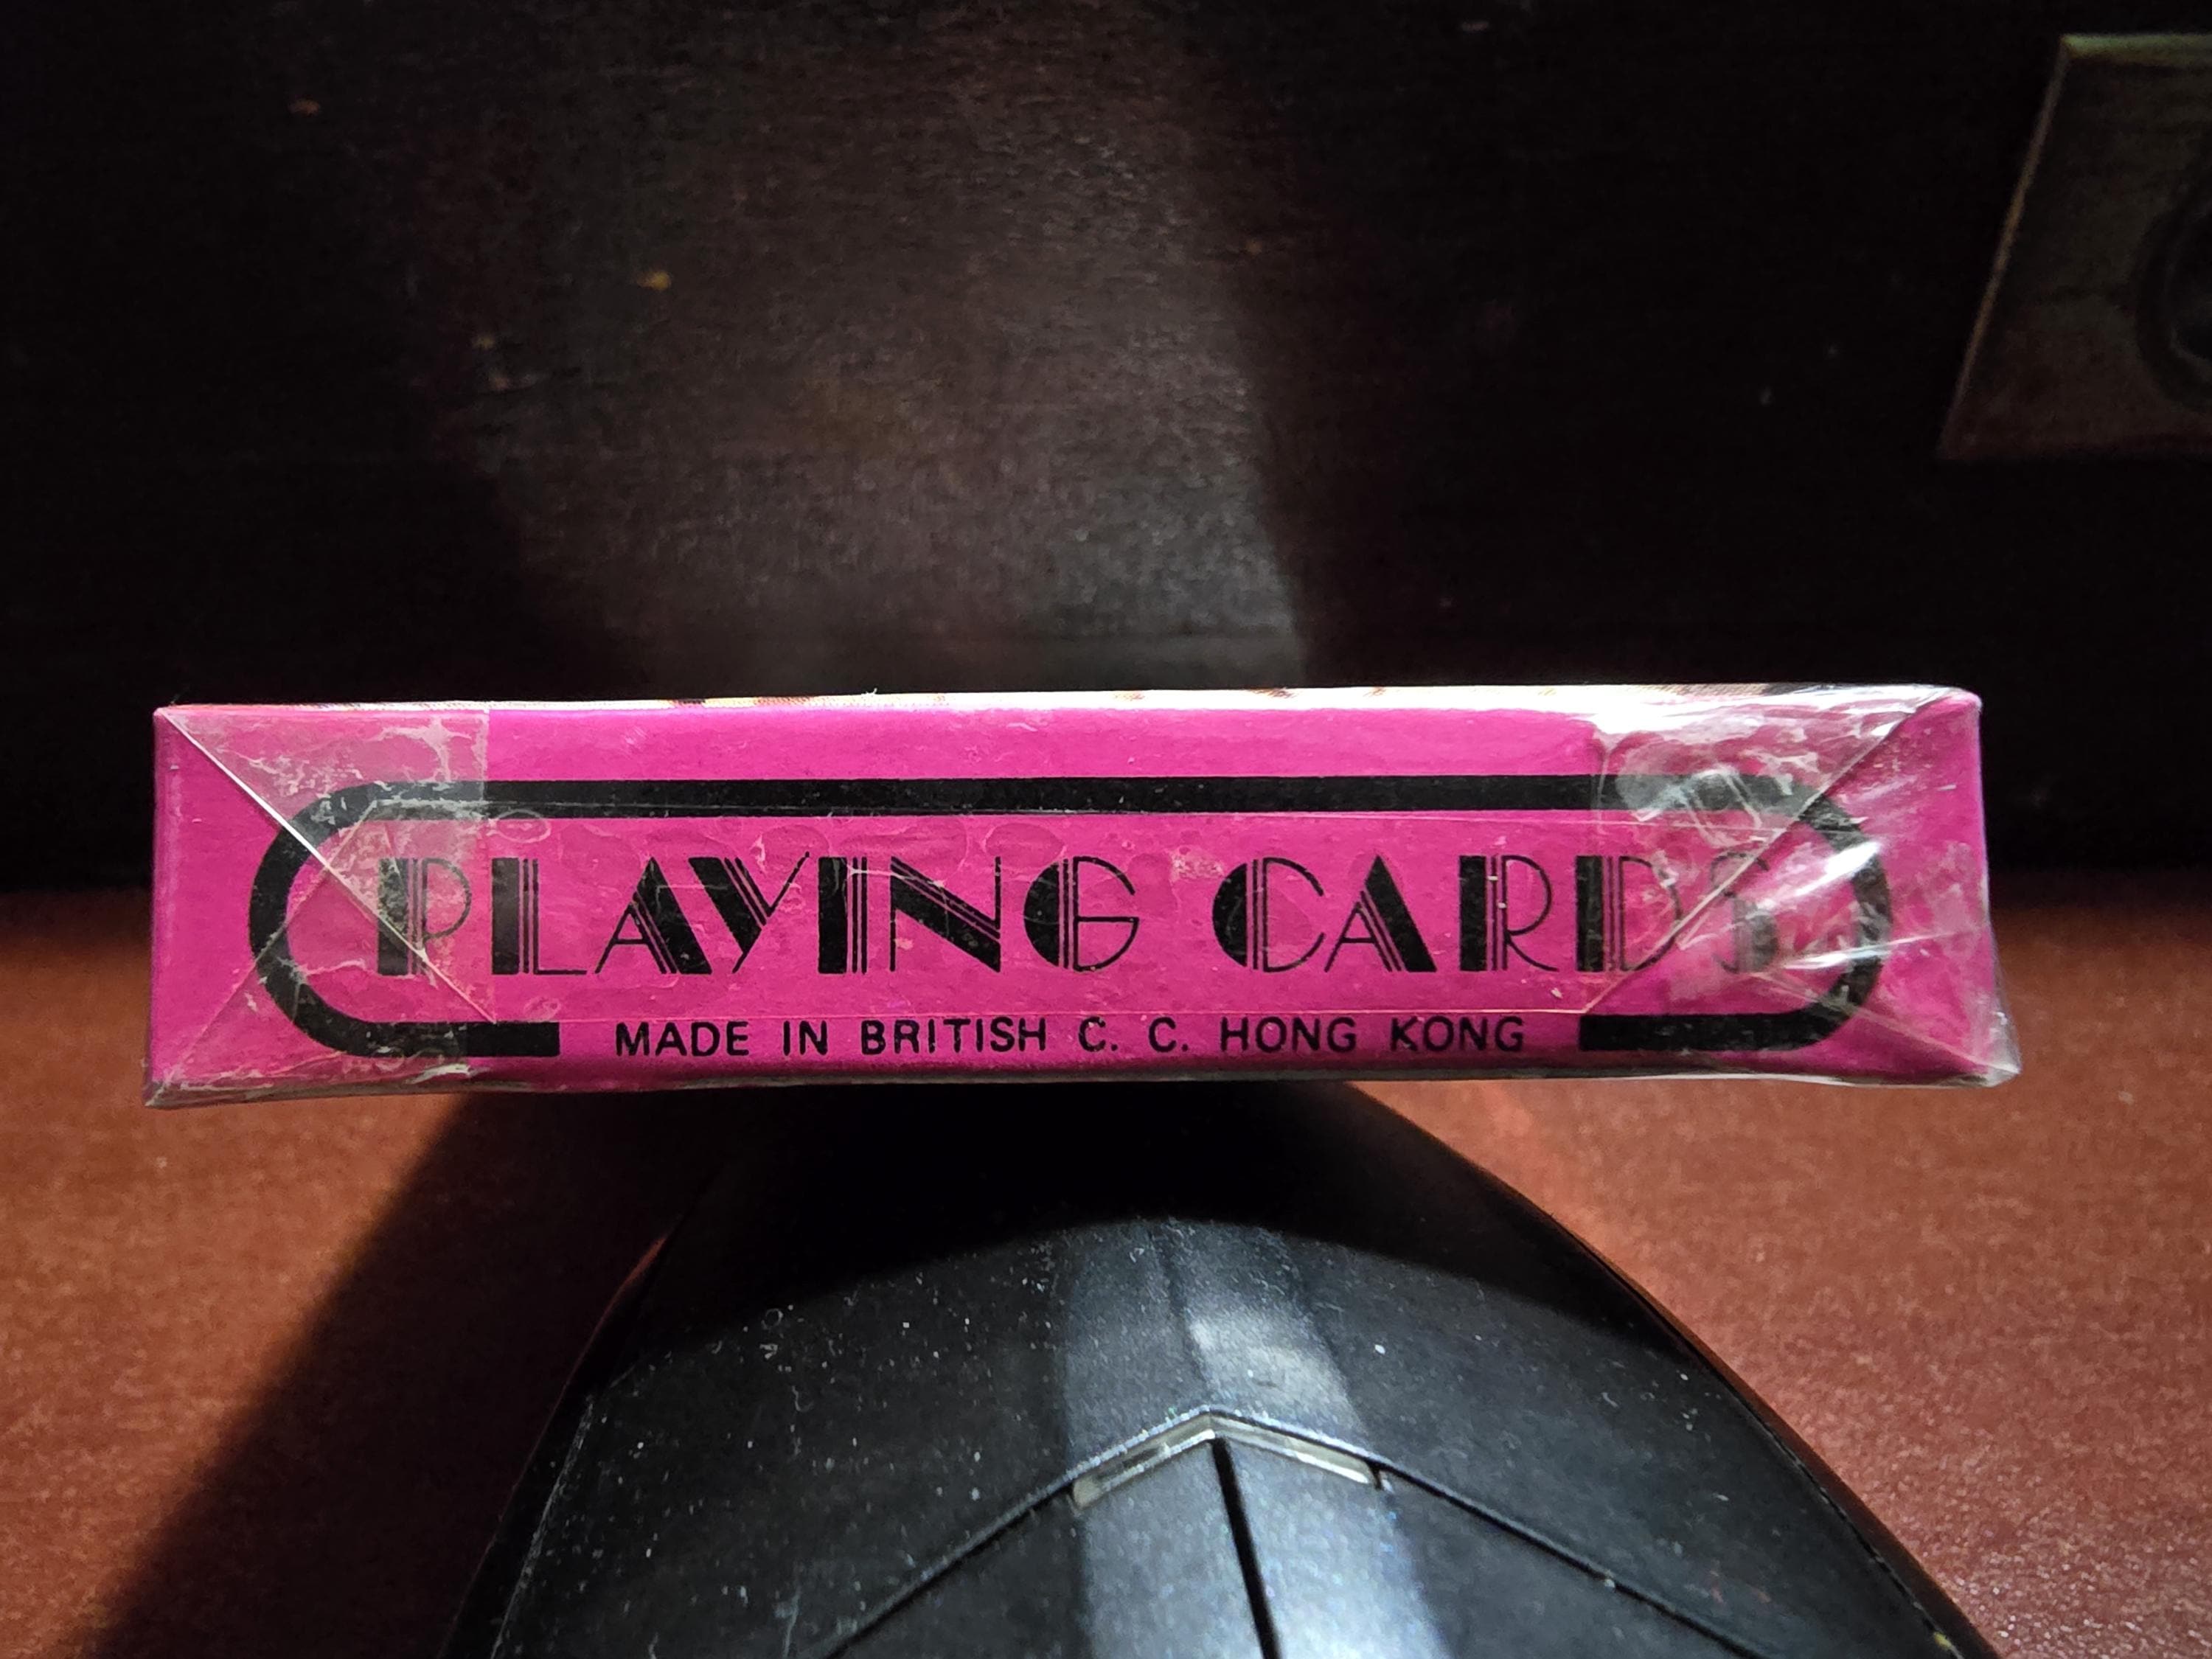 PLAYING CARDS
MADE IN BRITISH C. C. HONG KONG